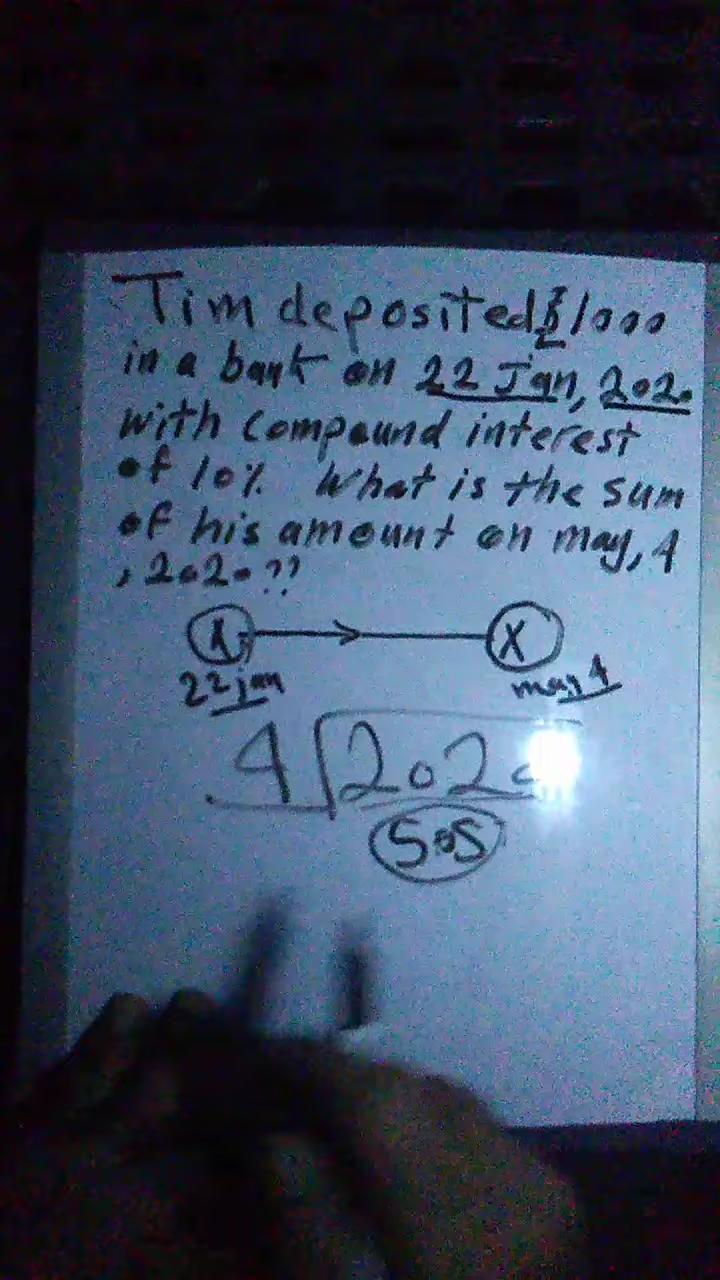 Tim deposited 1000
in a bank on 22 Jan, 2020
with compound interest
of 10% What is the sum
of his amount on may, 4
, 2020 ??
X X
22 jan may 4
4 2020
505